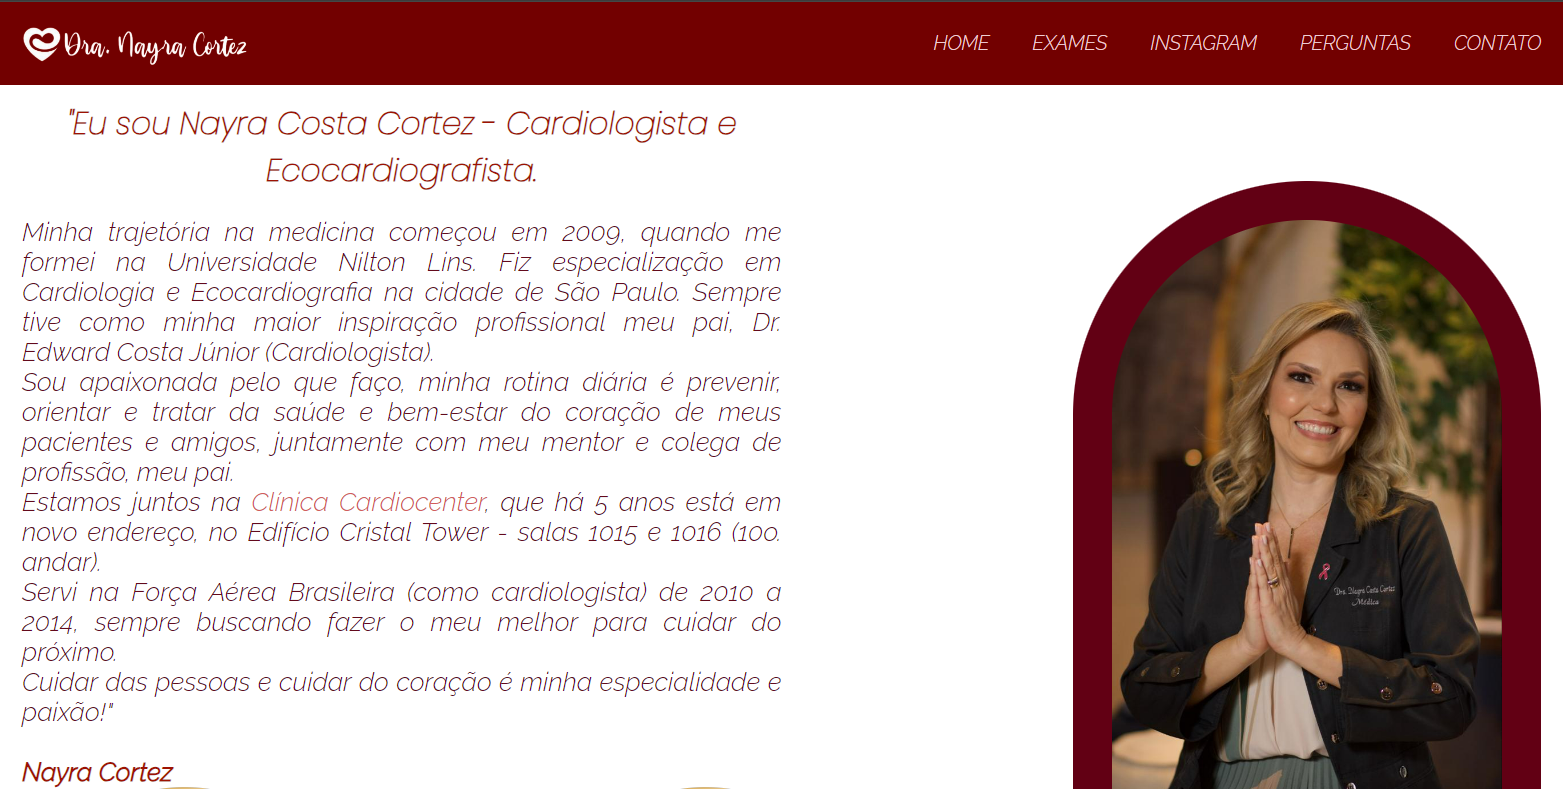 Dra. Nayra Cortez
HOME EXAMES INSTAGRAM PERGUNTAS CONTATO
"Eu sou Nayra Costa Cortez - Cardiologista e
Ecocardiografista.
Minha trajetória na medicina começou em 2009, quando me
formei na Universidade Nilton Lins. Fiz especialização em
Cardiologia e Ecocardiografia na cidade de São Paulo. Sempre
tive como minha maior inspiração profissional meu pai, Dr.
Edward Costa Júnior (Cardiologista).
Sou apaixonada pelo que faço, minha rotina diária é prevenir,
orientar e tratar da saúde e bem-estar do coração de meus
pacientes e amigos, juntamente com meu mentor e colega de
profissão, meu pai.
Estamos juntos na Clínica Cardiocenter, que há 5 anos está em
novo endereço, no Edifício Cristal Tower - salas 1015 e 1016 (10o.
andar).
Servi na Força Aérea Brasileira (como cardiologista) de 2010 a
2014, sempre buscando fazer o meu melhor para cuidar do
próximo.
Cuidar das pessoas e cuidar do coração é minha especialidade e
paixão!"
Nayra Cortez
Dra. Nayra Costa Cortez
Médica